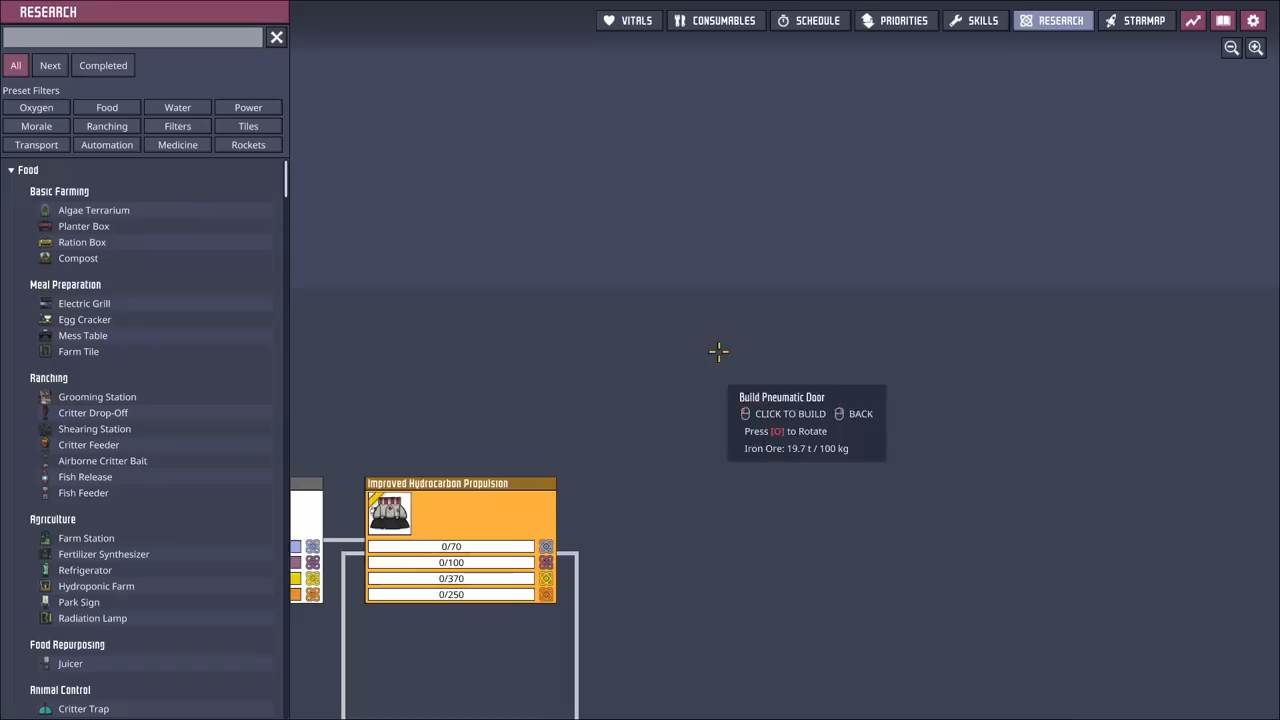 RESEARCH
VITALS
CONSUMABLES
SCHEDULE
PRIORITIES
SKILLS
RESEARCH
STARMAP
All
Next
Completed
Preset Filters
Oxygen
Food
Water
Power
Morale
Ranching
Filters
Tiles
Transport
Automation
Medicine
Rockets
Food
Basic Farming
Algae Terrarium
Planter Box
Ration Box
Compost
Meal Preparation
Electric Grill
Egg Cracker
Mess Table
Farm Tile
Ranching
Grooming Station
Critter Drop-Off
Shearing Station
Critter Feeder
Airborne Critter Bait
Fish Release
Fish Feeder
Agriculture
Farm Station
Fertilizer Synthesizer
Refrigerator
Hydroponic Farm
Park Sign
Radiation Lamp
Food Repurposing
Juicer
Animal Control
Critter Trap
Build Pneumatic Door
CLICK TO BUILD BACK
Press [O] to Rotate
Iron Ore: 19.7 t / 100 kg
Improved Hydrocarbon Propulsion
0/70
0/100
0/370
0/250